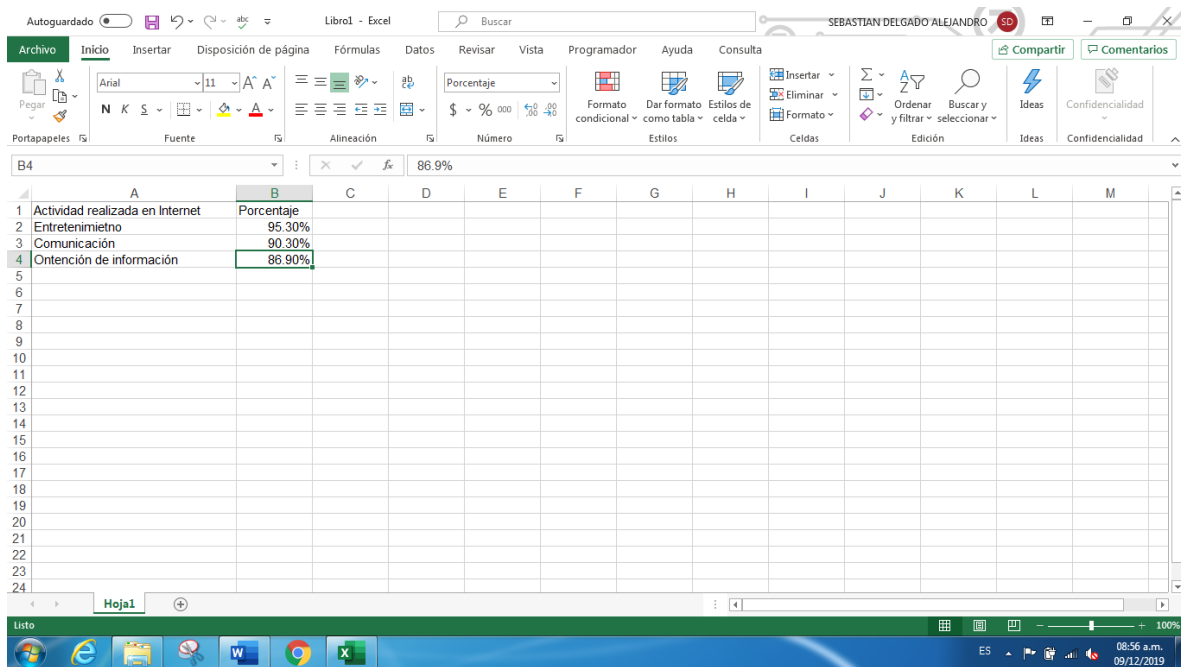 Autoguardado Libro1 - Excel Buscar SEBASTIAN DELGADO ALEJANDRO SD
Archivo Inicio Insertar Disposición de página Fórmulas Datos Revisar Vista Programador Ayuda Consulta Compartir Comentarios
Pegar
Arial 11
N K S
Porcentaje
$ % 000
Formato condicional
Dar formato como tabla
Estilos de celda
Insertar
Eliminar
Formato
Ordenar y filtrar
Buscar y seleccionar
Ideas
Confidencialidad
Portapapeles Fuente Alineación Número Estilos Celdas Edición Ideas Confidencialidad
B4 fx 86.9%
A B C D E F G H I J K L M
1 Actividad realizada en Internet Porcentaje
2 Entretenimietno 95.30%
3 Comunicación 90.30%
4 Ontención de información 86.90%
5
6
7
8
9
10
11
12
13
14
15
16
17
18
19
20
21
22
23
24
Hoja1
Listo 100%
ES 08:56 a.m.
09/12/2019